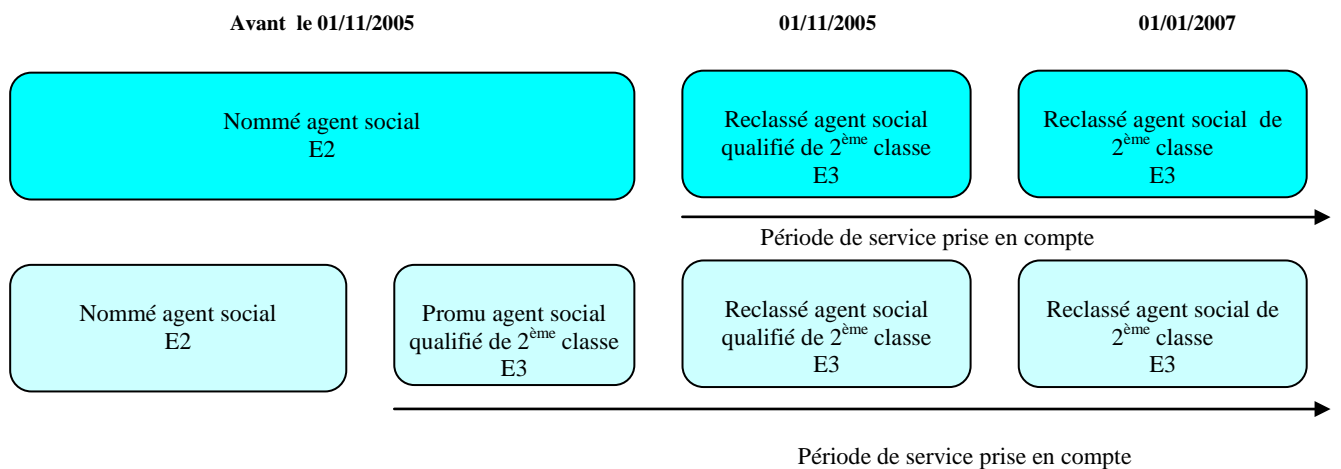 Avant le 01/11/2005
01/11/2005
01/01/2007
Nommé agent social
E2
Reclassé agent social
qualifié de 2ème classe
E3
Reclassé agent social de
2ème classe
E3
Période de service prise en compte
Nommé agent social
E2
Promu agent social
qualifié de 2ème classe
E3
Reclassé agent social
qualifié de 2ème classe
E3
Reclassé agent social de
2ème classe
E3
Période de service prise en compte